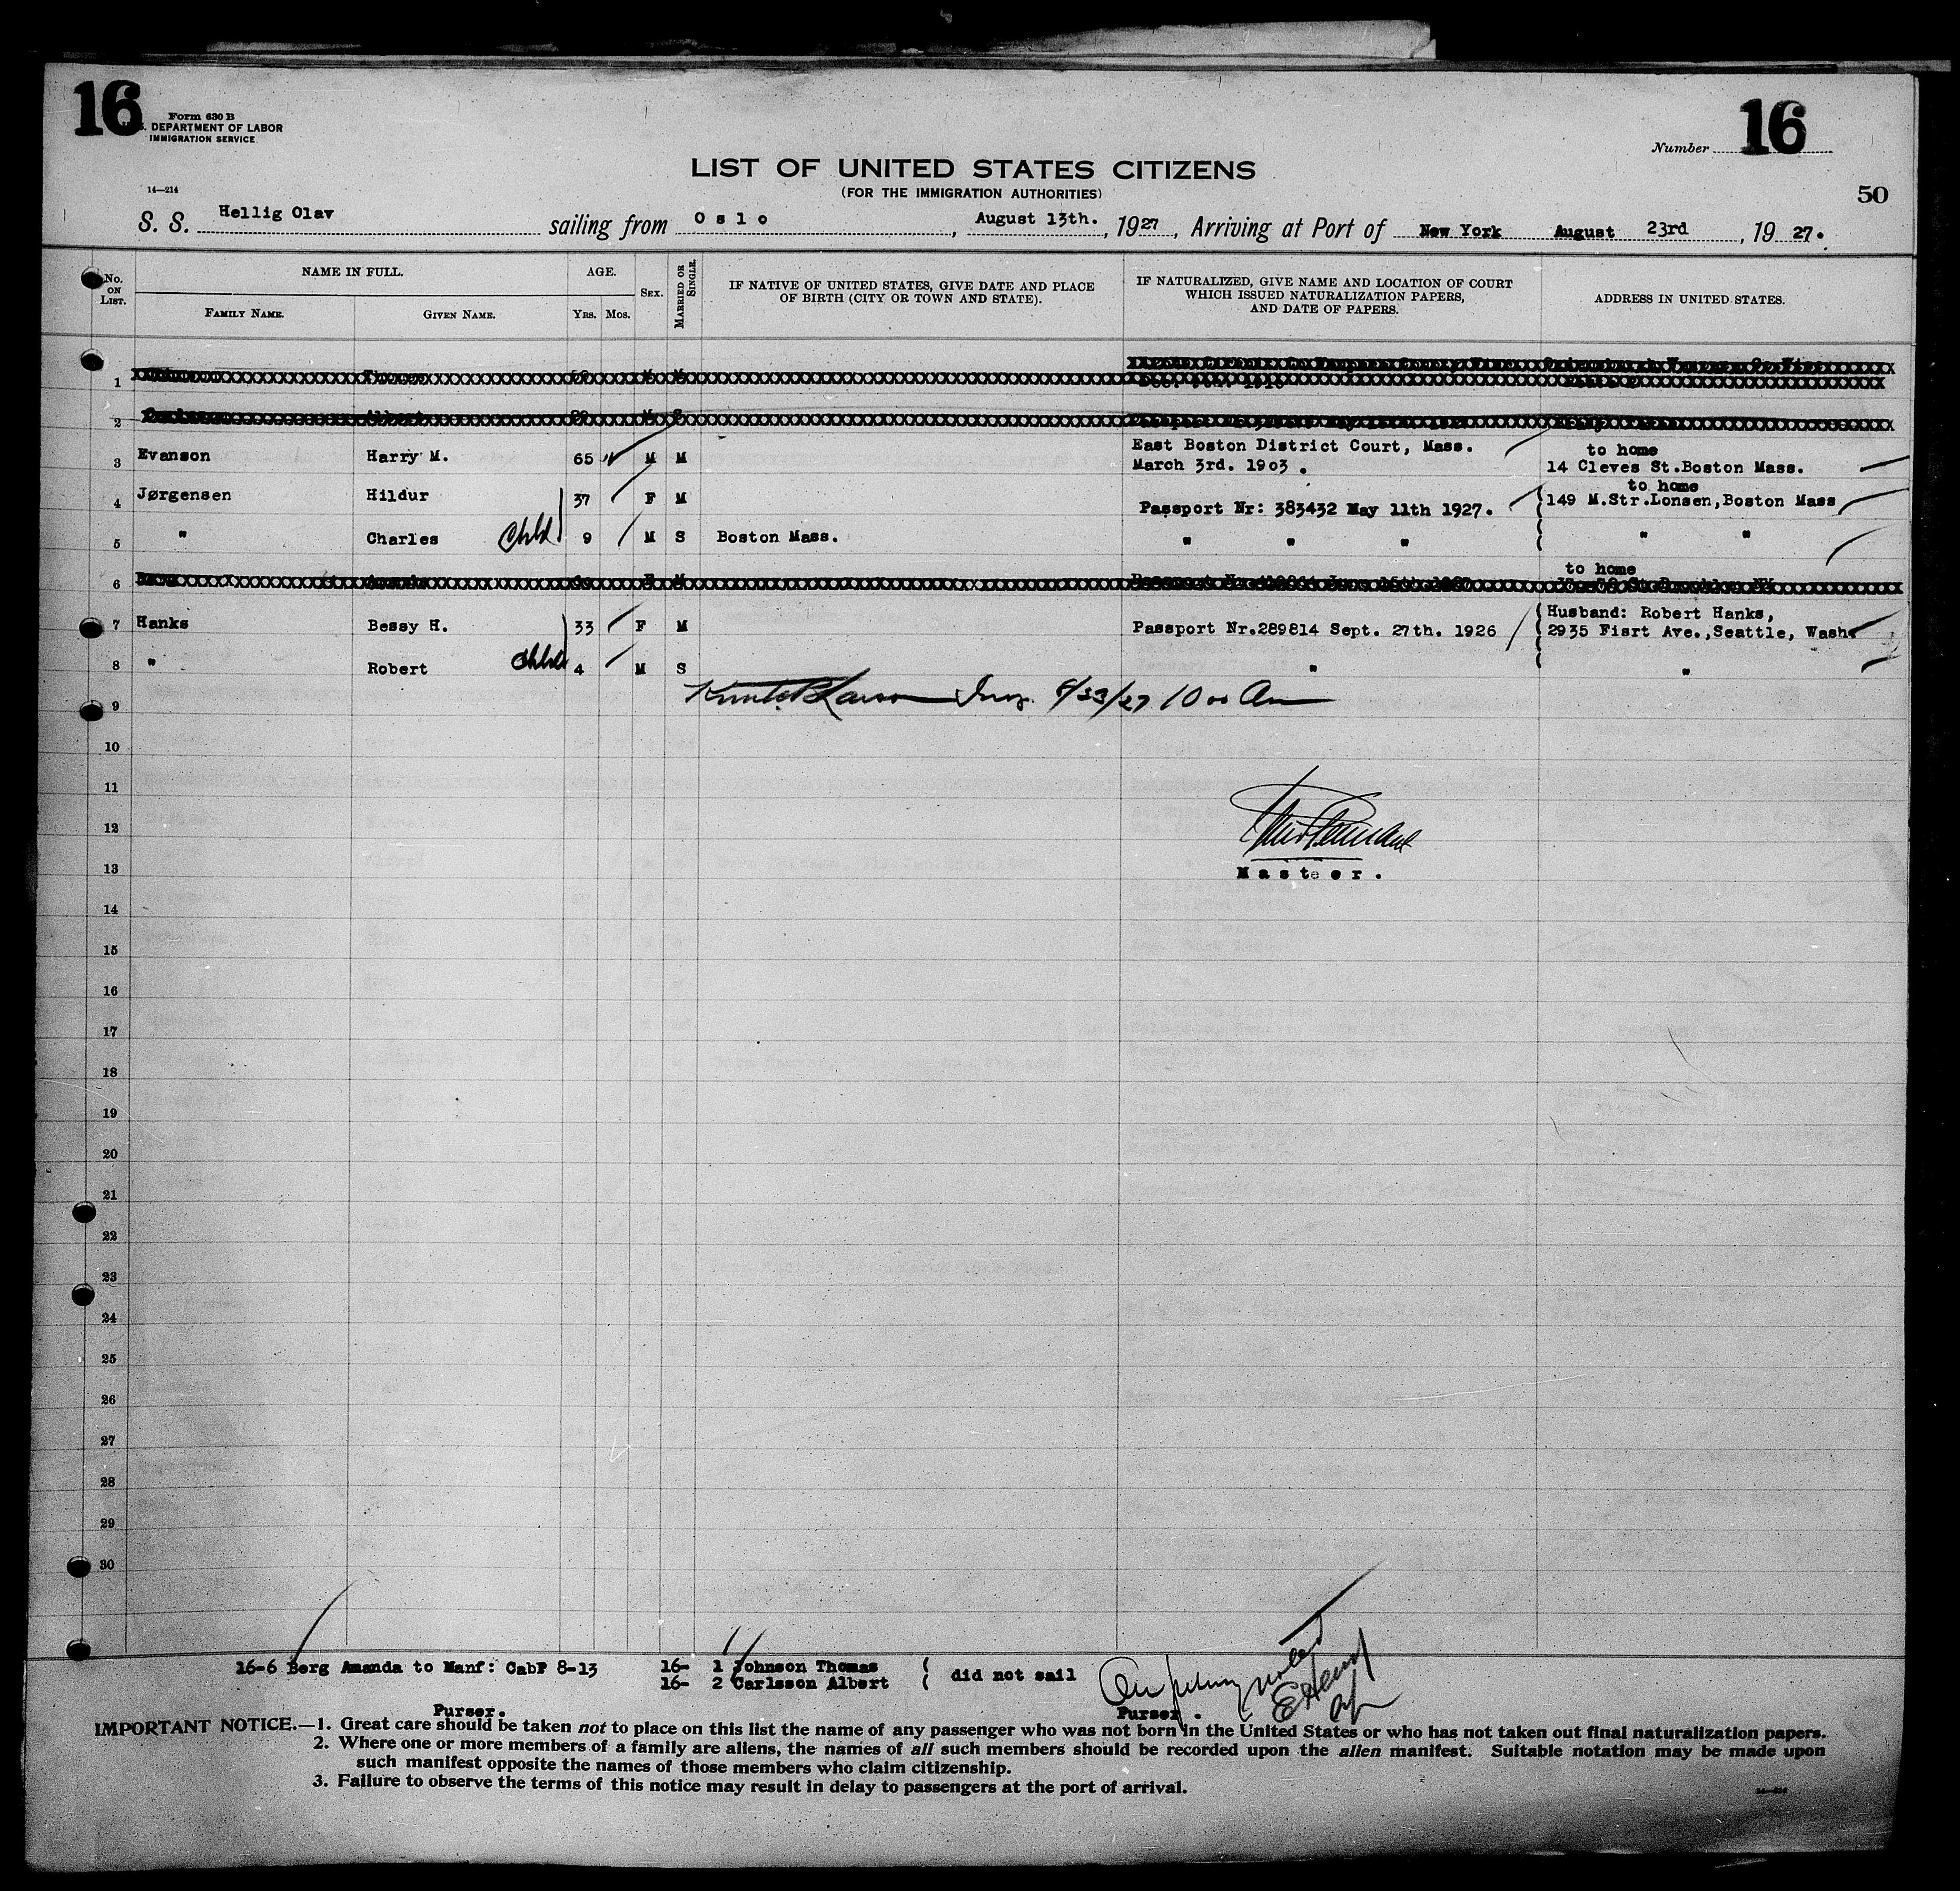 16
Form 630 B
DEPARTMENT OF LABOR
IMMIGRATION SERVICE
14—214
Number 16
50
LIST OF UNITED STATES CITIZENS
(FOR THE IMMIGRATION AUTHORITIES)
S. S. Hellig Olav sailing from Oslo, August 13th., 1927, Arriving at Port of New York August 23rd, 19 27.
No. ON LIST. NAME IN FULL. AGE. SEX. MARRIED OR SINGLE. IF NATIVE OF UNITED STATES, GIVE DATE AND PLACE OF BIRTH (CITY OR TOWN AND STATE). IF NATURALIZED, GIVE NAME AND LOCATION OF COURT WHICH ISSUED NATURALIZATION PAPERS, AND DATE OF PAPERS. ADDRESS IN UNITED STATES.
FAMILY NAME. GIVEN NAME. YRS. MOS.
1
2
3 Evanson Harry M. 65 M M East Boston District Court, Mass. to home
March 3rd. 1903. 14 Cleves St.Boston Mass.
to home
4 Jørgensen Hildur 37 F M Passport Nr: 383432 May 11th 1927. 149 M.Str.Lonsen,Boston Mass
5 " Charles Child 9 M S Boston Mass. " " " " "
6 to home
7 Hanks Bessy H. 33 F M Passport Nr.289814 Sept. 27th. 1926 Husband: Robert Hanks,
2935 Fisrt Ave.,Seattle, Wash.
8 " Robert Child 4 M S " "
9 8/23/27 10 00 Am
10
11
12
Masteer.
13
14
15
16
17
18
19
20
21
22
23
24
25
26
27
28
29
30
16-6 Berg Amanda to Manf: CabF 8-13 16- 1 Johnson Thomas did not sail
16- 2 Carlsson Albert
Purser. Purser.
IMPORTANT NOTICE.—1. Great care should be taken not to place on this list the name of any passenger who was not born in the United States or who has not taken out final naturalization papers.
2. Where one or more members of a family are aliens, the names of all such members should be recorded upon the alien manifest. Suitable notation may be made upon
such manifest opposite the names of those members who claim citizenship.
3. Failure to observe the terms of this notice may result in delay to passengers at the port of arrival.